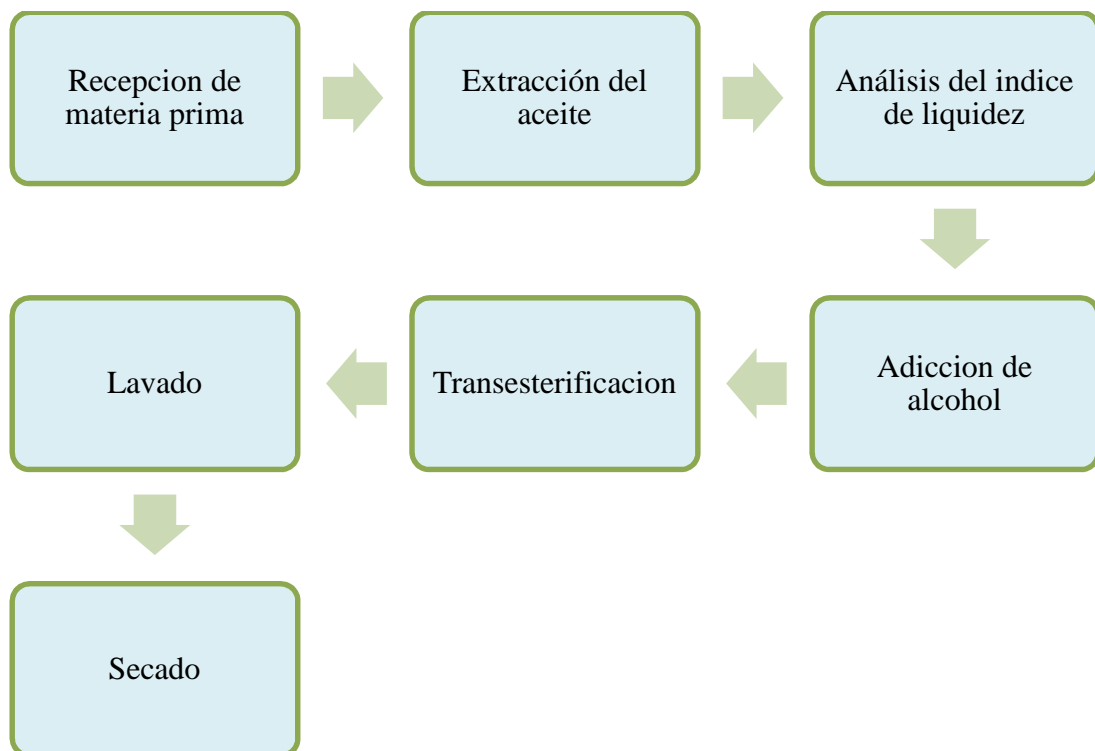 Recepcion de
materia prima
Extracción del
aceite
Análisis del indice
de liquidez
Adiccion de
alcohol
Transesterificacion
Lavado
Secado